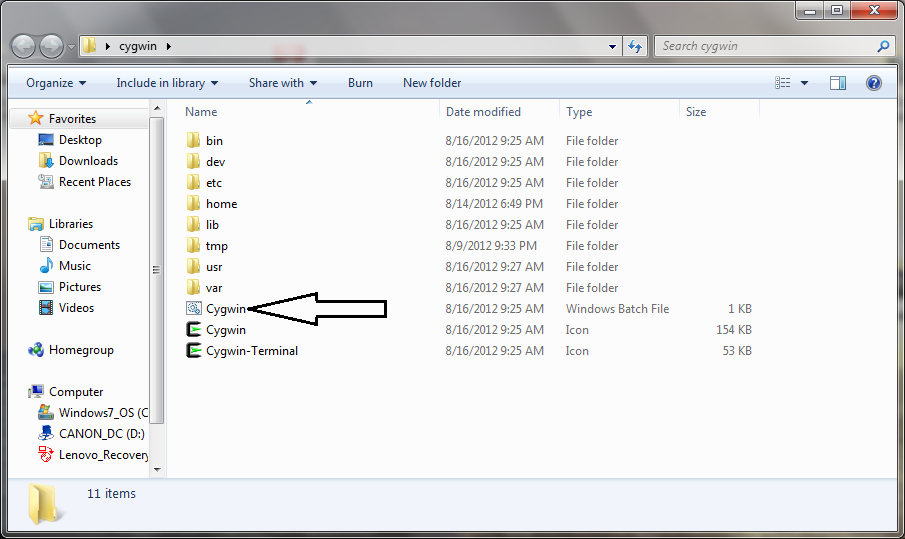 cygwin
Search cygwin
Organize Include in library Share with Burn New folder
Name Date modified Type Size
Favorites
Desktop
Downloads
Recent Places
Libraries
Documents
Music
Pictures
Videos
Homegroup
Computer
Windows7_OS (C
CANON_DC (D:)
Lenovo_Recovery
bin 8/16/2012 9:25 AM File folder
dev 8/16/2012 9:25 AM File folder
etc 8/16/2012 9:25 AM File folder
home 8/14/2012 6:49 PM File folder
lib 8/16/2012 9:25 AM File folder
tmp 8/9/2012 9:33 PM File folder
usr 8/16/2012 9:27 AM File folder
var 8/16/2012 9:27 AM File folder
Cygwin 8/16/2012 9:25 AM Windows Batch File 1 KB
Cygwin 8/16/2012 9:25 AM Icon 154 KB
Cygwin-Terminal 8/16/2012 9:25 AM Icon 53 KB
11 items